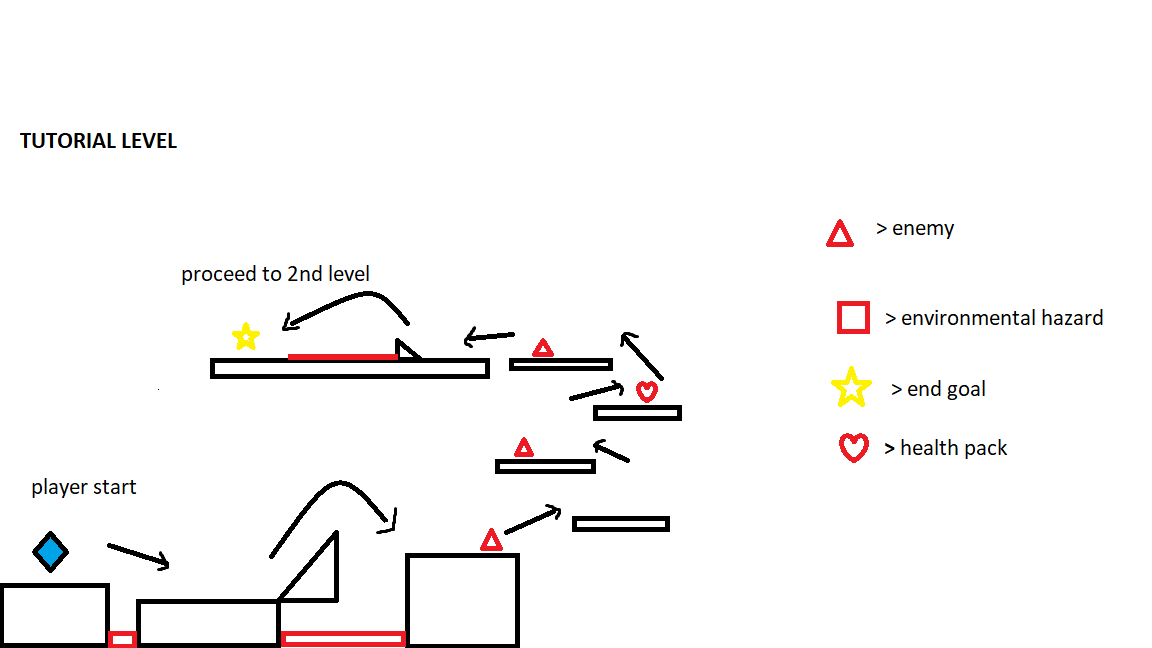 TUTORIAL LEVEL
> enemy
proceed to 2nd level
> environmental hazard
> end goal
> health pack
player start